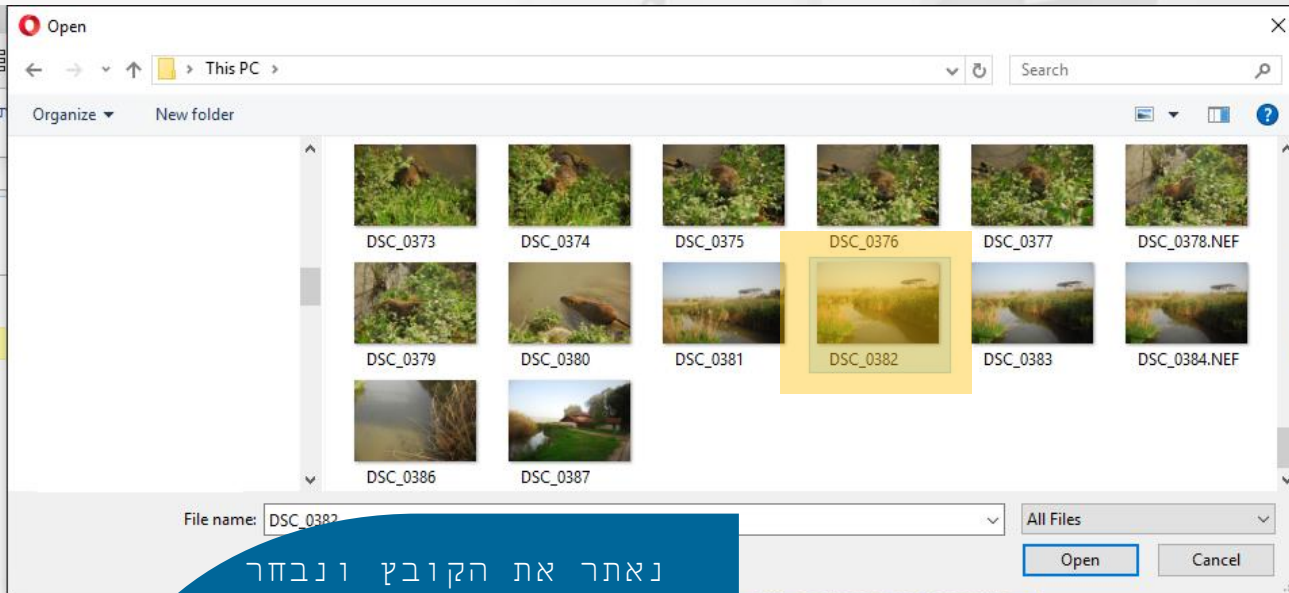 Open
This PC
Search
Organize
New folder
DSC_0373 DSC_0374 DSC_0375 DSC_0376 DSC_0377 DSC_0378.NEF
DSC_0379 DSC_0380 DSC_0381 DSC_0382 DSC_0383 DSC_0384.NEF
DSC_0386 DSC_0387
File name: DSC_0382 All Files
Open Cancel
נאתר את הקובץ ונבחר